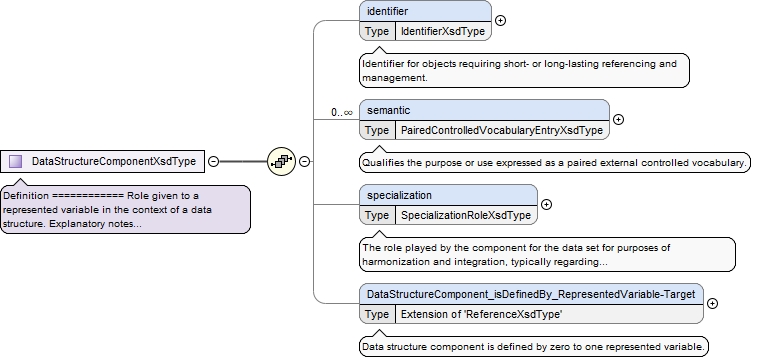 identifier
Type IdentifierXsdType
Identifier for objects requiring short- or long-lasting referencing and
management.
0..∞
semantic
Type PairedControlledVocabularyEntryXsdType
Qualifies the purpose or use expressed as a paired external controlled vocabulary.
DataStructureComponentXsdType
Definition ============ Role given to a
represented variable in the context of a data
structure. Explanatory notes...
specialization
Type SpecializationRoleXsdType
The role played by the component for the data set for purposes of
harmonization and integration, typically regarding...
DataStructureComponent_isDefinedBy_RepresentedVariable-Target
Type Extension of 'ReferenceXsdType'
Data structure component is defined by zero to one represented variable.